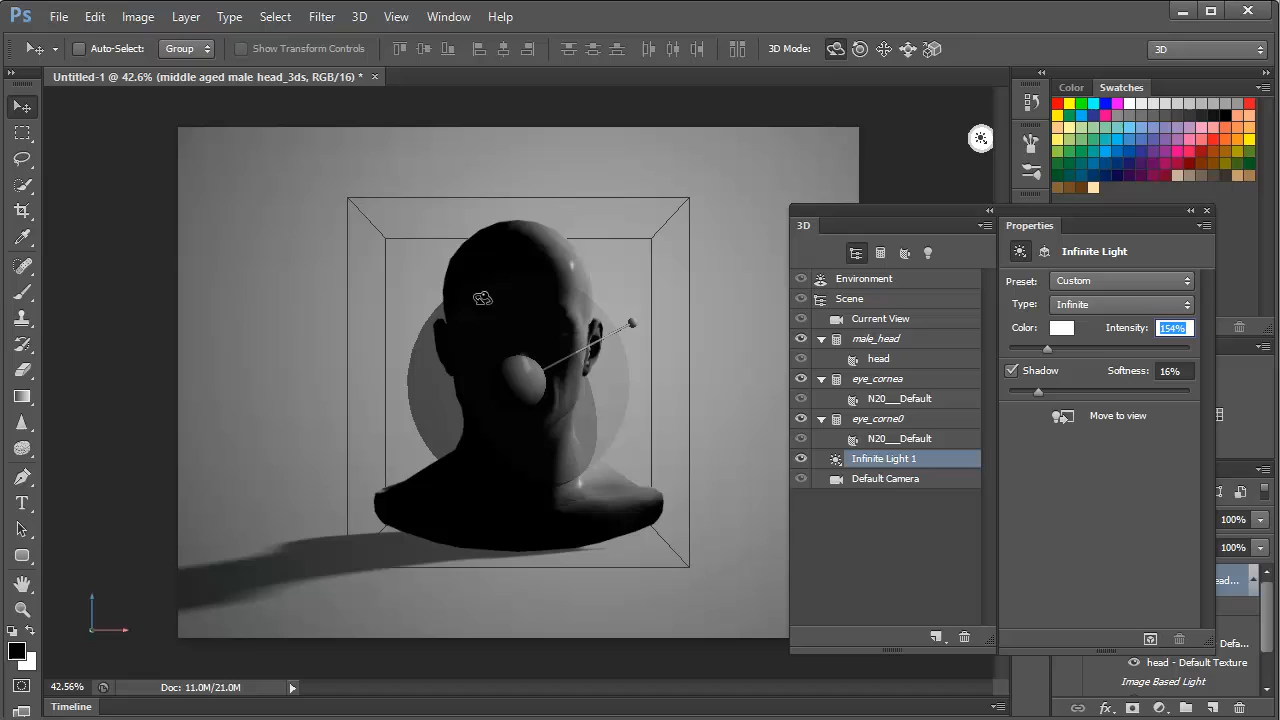 Ps File Edit Image Layer Type Select Filter 3D View Window Help
Auto-Select: Group Show Transform Controls 3D Mode: 3D
Untitled-1 @ 42.6% (middle aged male head_3ds, RGB/16) * ×
Color Swatches
3D
Properties
Infinite Light
Preset: Custom
Type: Infinite
Color: Intensity: 154%
Shadow Softness: 16%
Move to view
Environment
Scene
Current View
male_head
head
eye_cornea
N20___Default
eye_corne0
N20___Default
Infinite Light 1
Default Camera
100%
100%
head...
Defa...
head - Default Texture
Image Based Light
42.56% Doc: 11.0M/21.0M
Timeline
fx